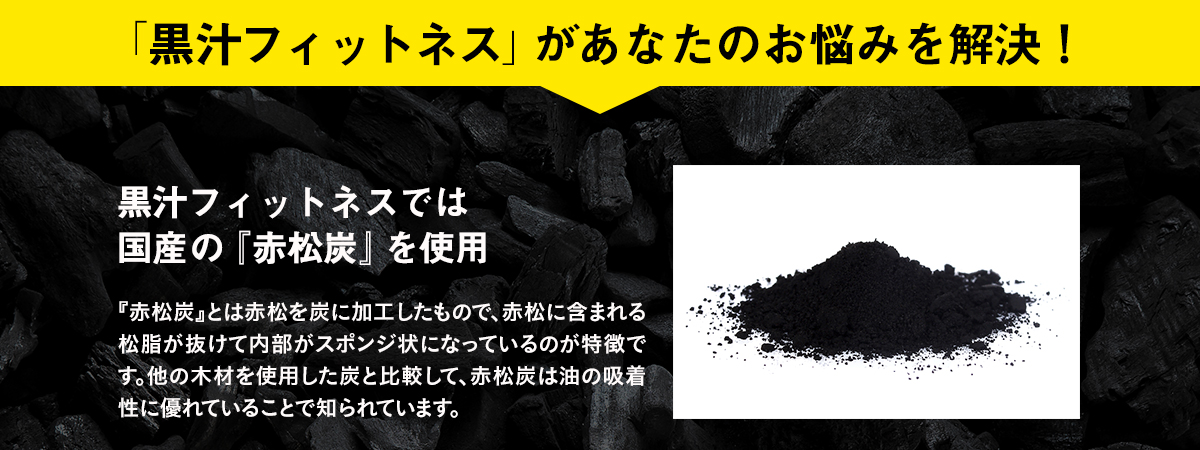 「黒汁フィットネス」があなたのお悩みを解決！
黒汁フィットネスでは
国産の『赤松炭』を使用
『赤松炭』とは赤松を炭に加工したもので、赤松に含まれる
松脂が抜けて内部がスポンジ状になっているのが特徴で
す。他の木材を使用した炭と比較して、赤松炭は油の吸着
性に優れていることで知られています。